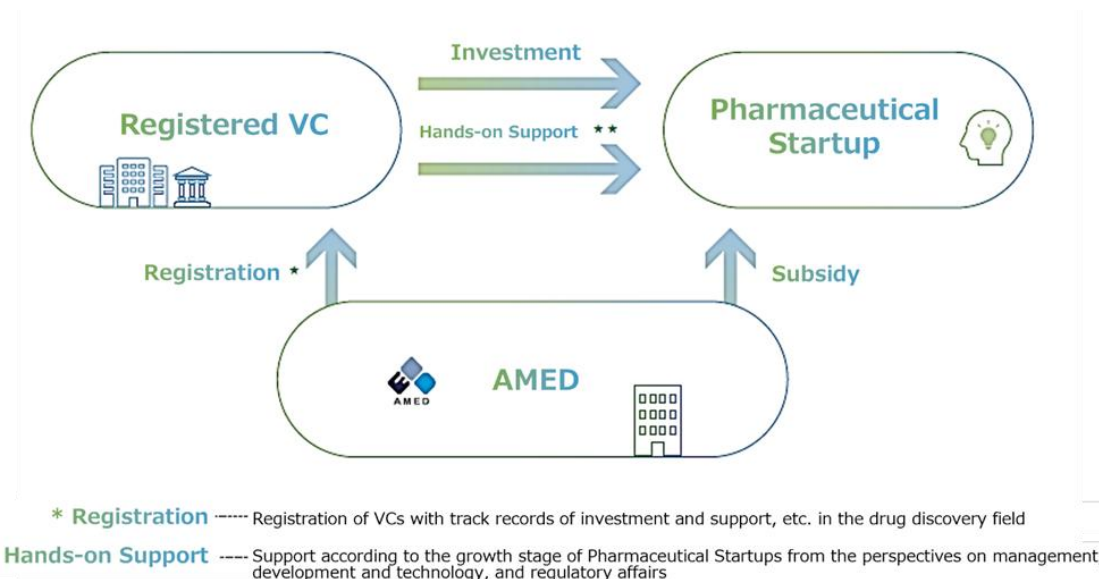 Investment
Registered VC
Hands-on Support ★★
Pharmaceutical
Startup
Registration ★
Subsidy
AMED
AMED
* Registration ------ Registration of VCs with track records of investment and support, etc. in the drug discovery field
Hands-on Support ----- Support according to the growth stage of Pharmaceutical Startups from the perspectives on management
development and technology, and regulatory affairs